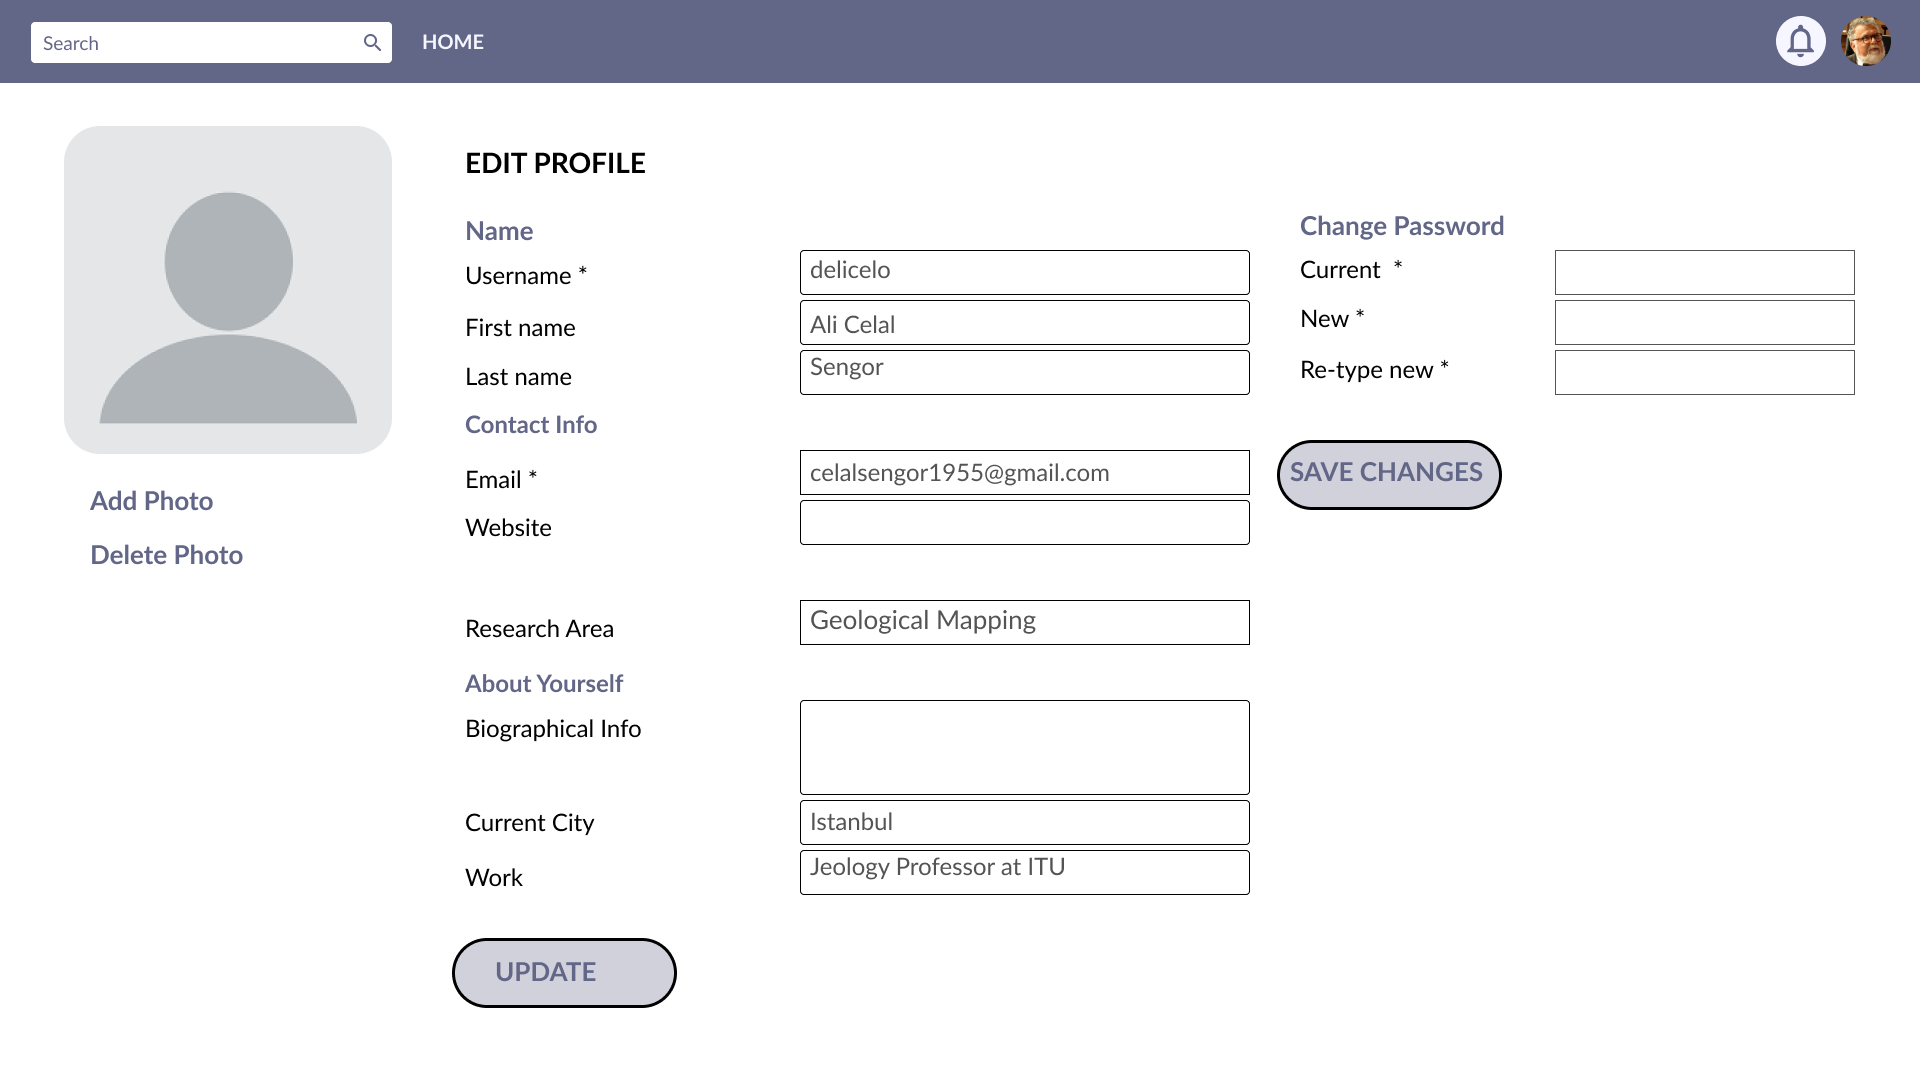 Search
HOME
EDIT PROFILE
Name
Username *
delicelo
First name
Ali Celal
Last name
Sengor
Contact Info
Email *
celalsengor1955@gmail.com
Website
Research Area
Geological Mapping
About Yourself
Biographical Info
Current City
Istanbul
Work
Jeology Professor at ITU
UPDATE
Change Password
Current *
New *
Re-type new *
SAVE CHANGES
Add Photo
Delete Photo